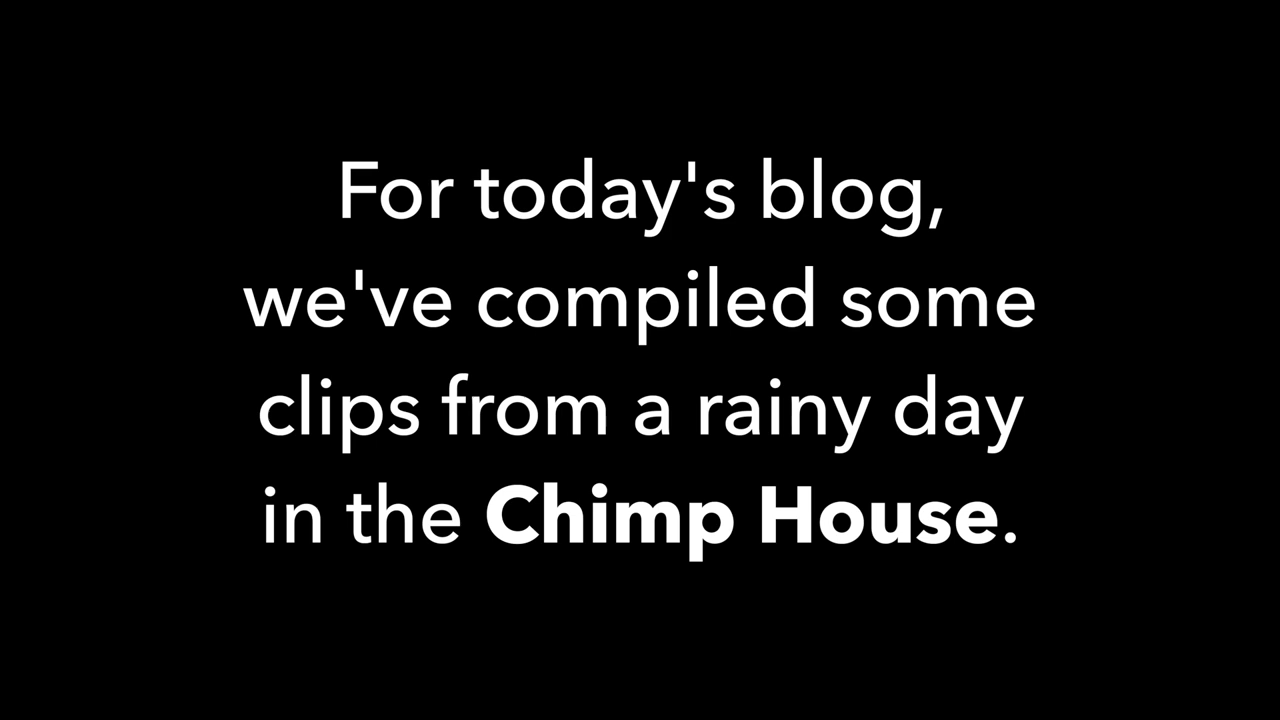 For today's blog,
we've compiled some
clips from a rainy day
in the Chimp House.